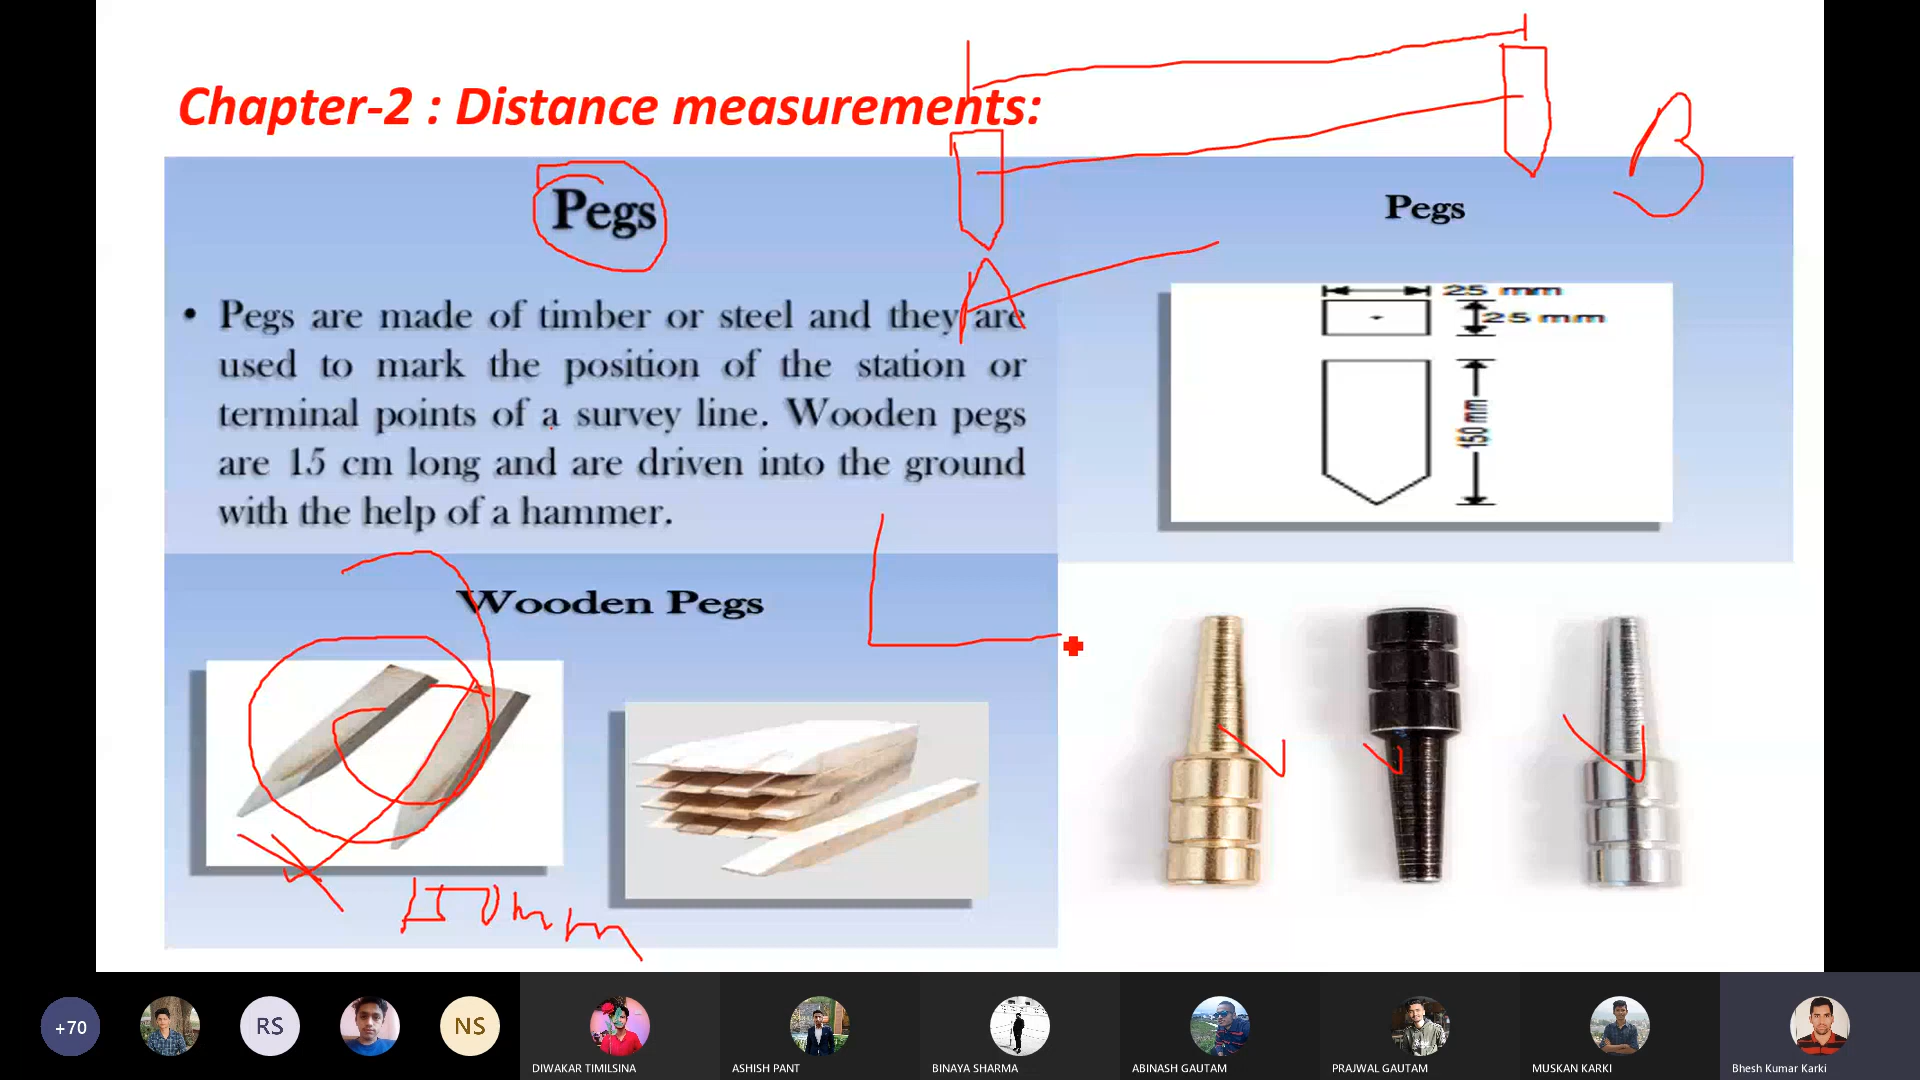 Chapter-2 : Distance measurements:
B
Pegs
Pegs
A
• Pegs are made of timber or steel and they are
used to mark the position of the station or
terminal points of a survey line. Wooden pegs
are 15 cm long and are driven into the ground
with the help of a hammer.
25 mm
25 mm
150 mm
Wooden Pegs
150mm
+70
RS
NS
DIWAKAR TIMILSINA
ASHISH PANT
BINAYA SHARMA
ABINASH GAUTAM
PRAJWAL GAUTAM
MUSKAN KARKI
Bhesh Kumar Karki